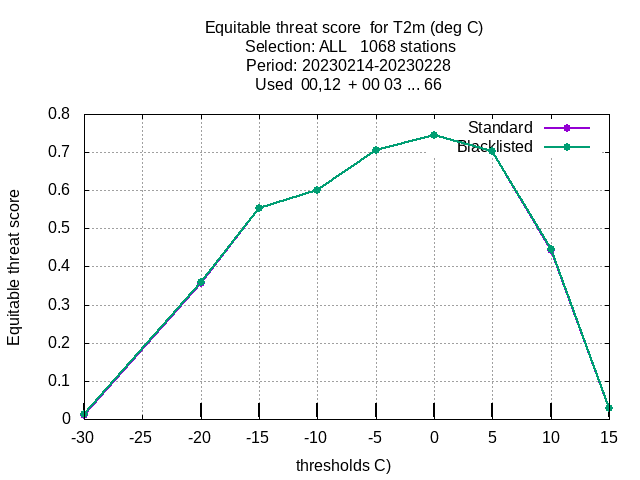 Equitable threat score  for T2m (deg C)
Selection: ALL   1068 stations
Period: 20230214-20230228
Used  00,12  + 00 03 ... 66
Standard
Blacklisted
Equitable threat score
0.8
0.7
0.6
0.5
0.4
0.3
0.2
0.1
0
-30 -25 -20 -15 -10 -5 0 5 10 15
thresholds C)